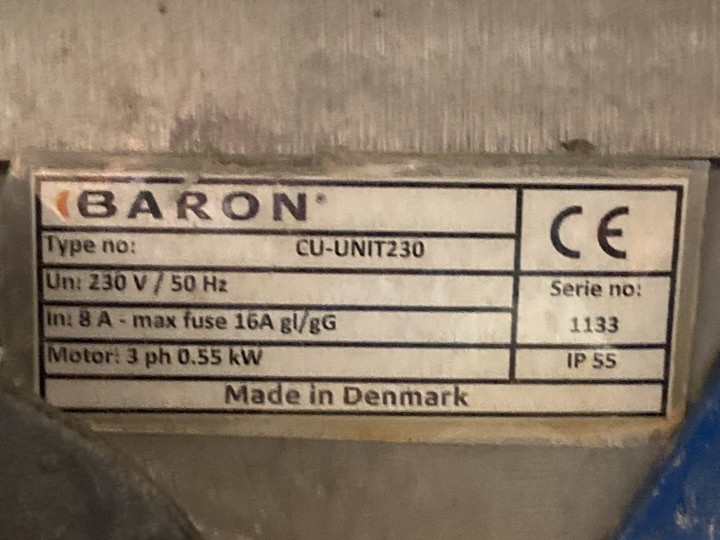 BARON®
Type no: CU-UNIT230
Un: 230 V / 50 Hz
In: 8 A - max fuse 16A gl/gG
Motor: 3 ph 0.55 kW
CE
Serie no:
1133
IP 55
Made in Denmark